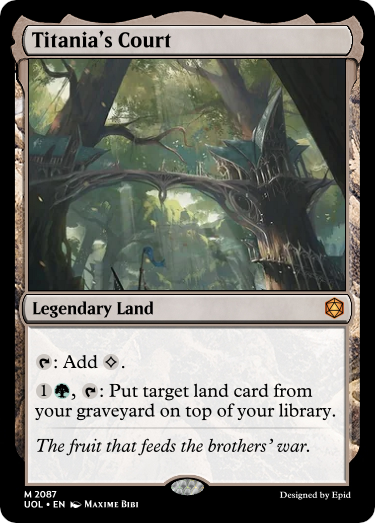 Titania's Court
Legendary Land
: Add .
1, : Put target land card from
your graveyard on top of your library.
The fruit that feeds the brothers' war.
M 2087
UOL • EN Maxime Bibi
Designed by Epid